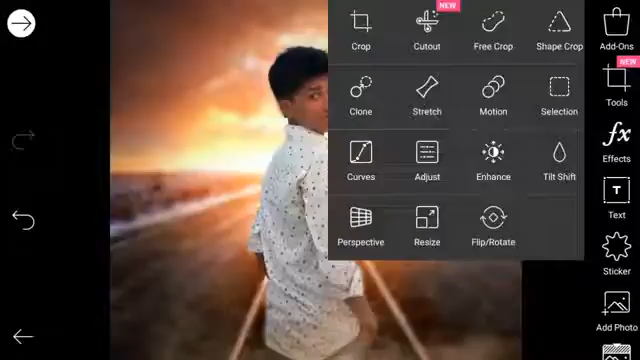 NEW
Crop Cutout Free Crop Shape Crop
Add-Ons
NEW
Clone Stretch Motion Selection
Tools
fx
Effects
Curves Adjust Enhance Tilt Shift
T
Text
Perspective Resize Flip/Rotate
Sticker
Add Photo